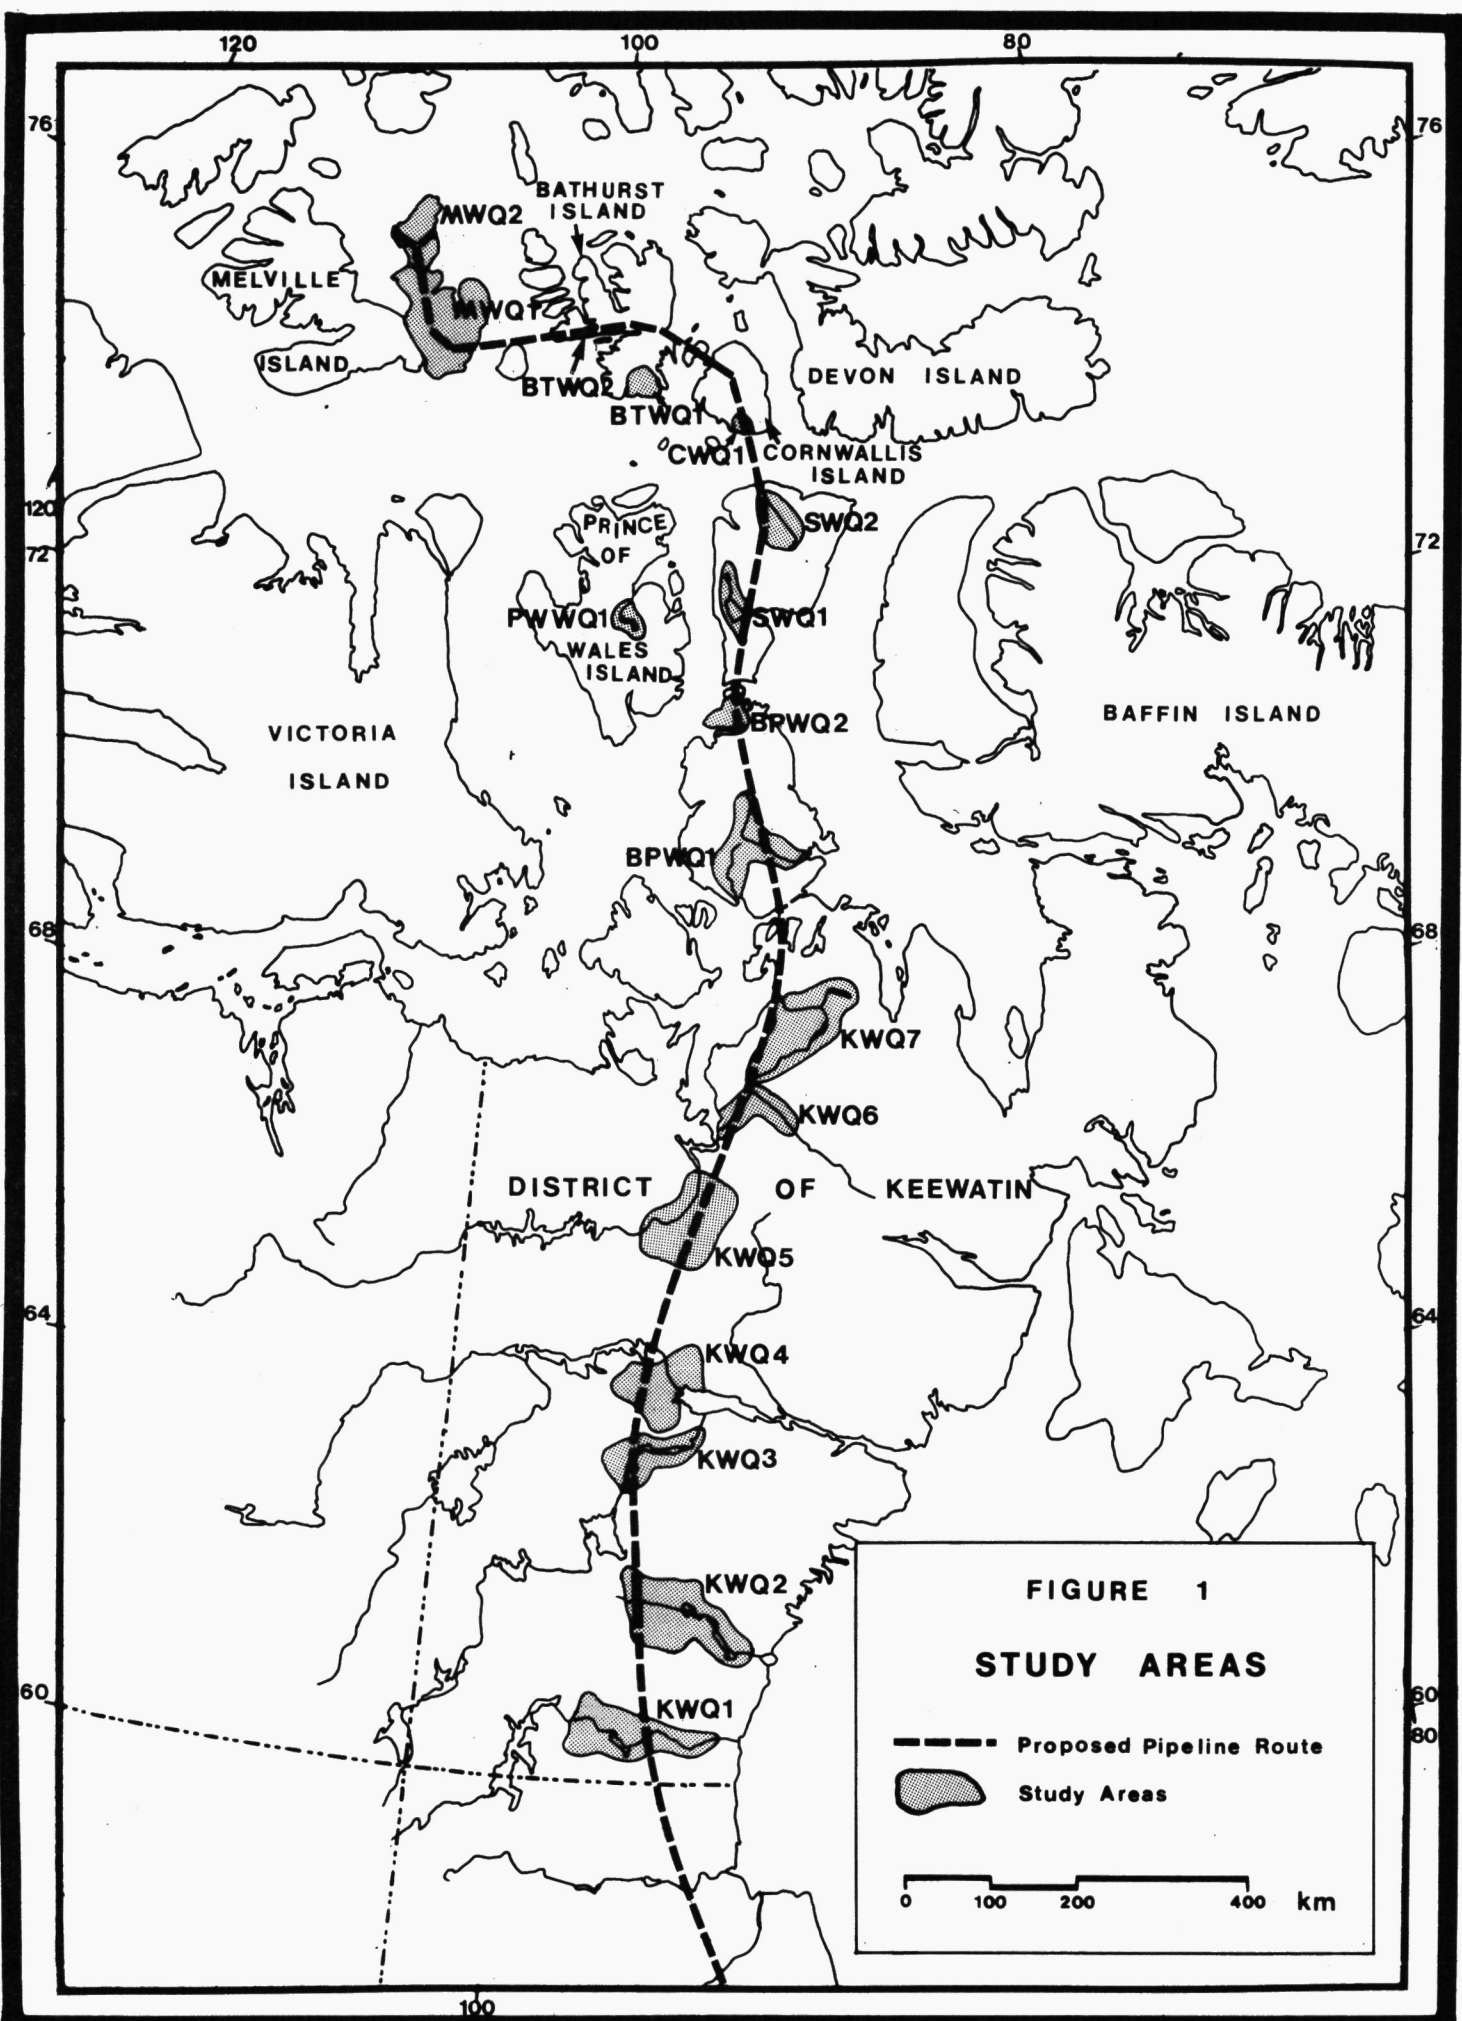 120 100 80
76 76
BATHURST
ISLAND
MWQ2
MELVILLE
MWQ1
ISLAND
BTWQ2
DEVON ISLAND
BTWQ1
CWQ1
CORNWALLIS
ISLAND
120
PRINCE
SWQ2
72 OF 72
PWWQ1
SWQ1
WALES
ISLAND
BPWQ2
BAFFIN ISLAND
VICTORIA
ISLAND
BPWQ1
68 68
KWQ7
KWQ6
DISTRICT OF KEEWATIN
KWQ5
64 64
KWQ4
KWQ3
KWQ2
FIGURE 1
STUDY AREAS
60 60
KWQ1
80
Proposed Pipeline Route
Study Areas
0 100 200 400 km
100